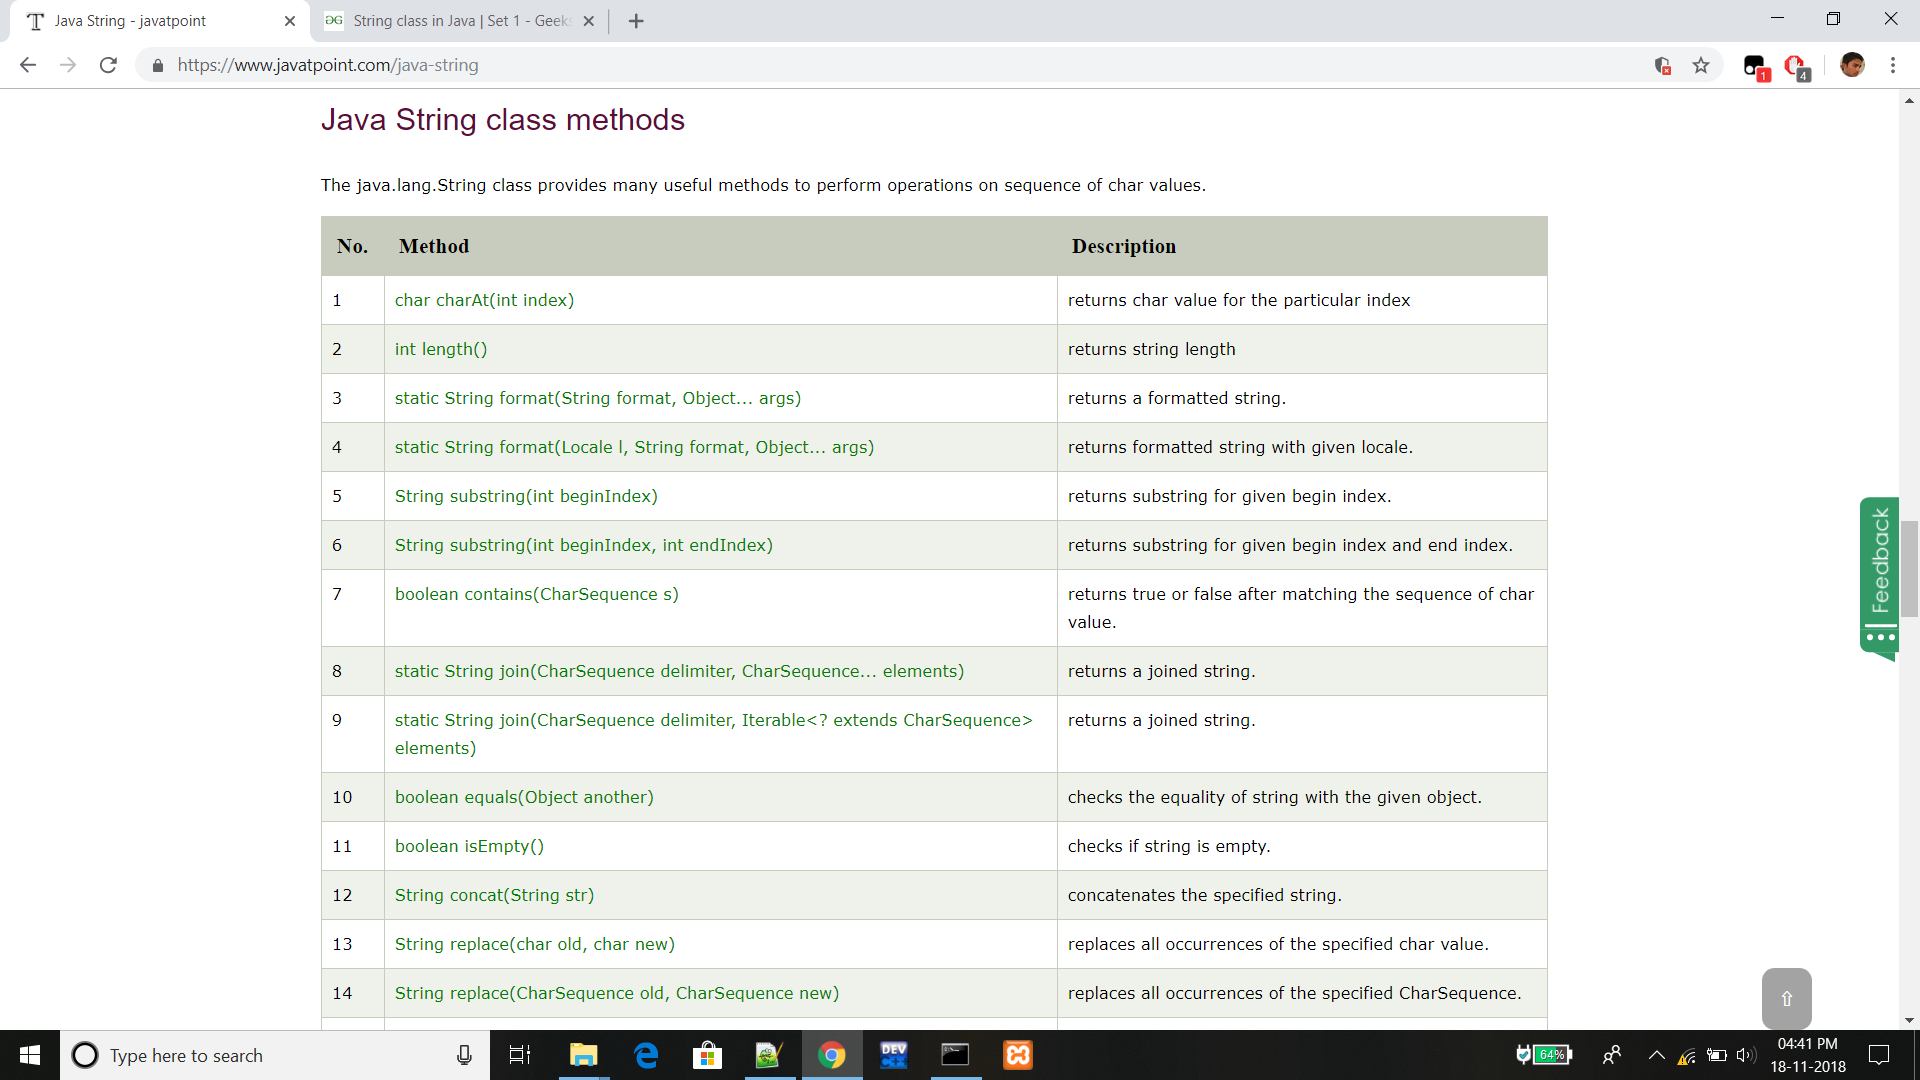 Java String - javatpoint
String class in Java | Set 1 - Geeks
https://www.javatpoint.com/java-string
1
4
Java String class methods
The java.lang.String class provides many useful methods to perform operations on sequence of char values.
No. Method Description
1 char charAt(int index) returns char value for the particular index
2 int length() returns string length
3 static String format(String format, Object... args) returns a formatted string.
4 static String format(Locale l, String format, Object... args) returns formatted string with given locale.
5 String substring(int beginIndex) returns substring for given begin index.
6 String substring(int beginIndex, int endIndex) returns substring for given begin index and end index.
7 boolean contains(CharSequence s) returns true or false after matching the sequence of char
value.
8 static String join(CharSequence delimiter, CharSequence... elements) returns a joined string.
9 static String join(CharSequence delimiter, Iterable<? extends CharSequence> returns a joined string.
elements)
10 boolean equals(Object another) checks the equality of string with the given object.
11 boolean isEmpty() checks if string is empty.
12 String concat(String str) concatenates the specified string.
13 String replace(char old, char new) replaces all occurrences of the specified char value.
14 String replace(CharSequence old, CharSequence new) replaces all occurrences of the specified CharSequence.
Feedback
Type here to search
DEV
64%
04:41 PM
18-11-2018